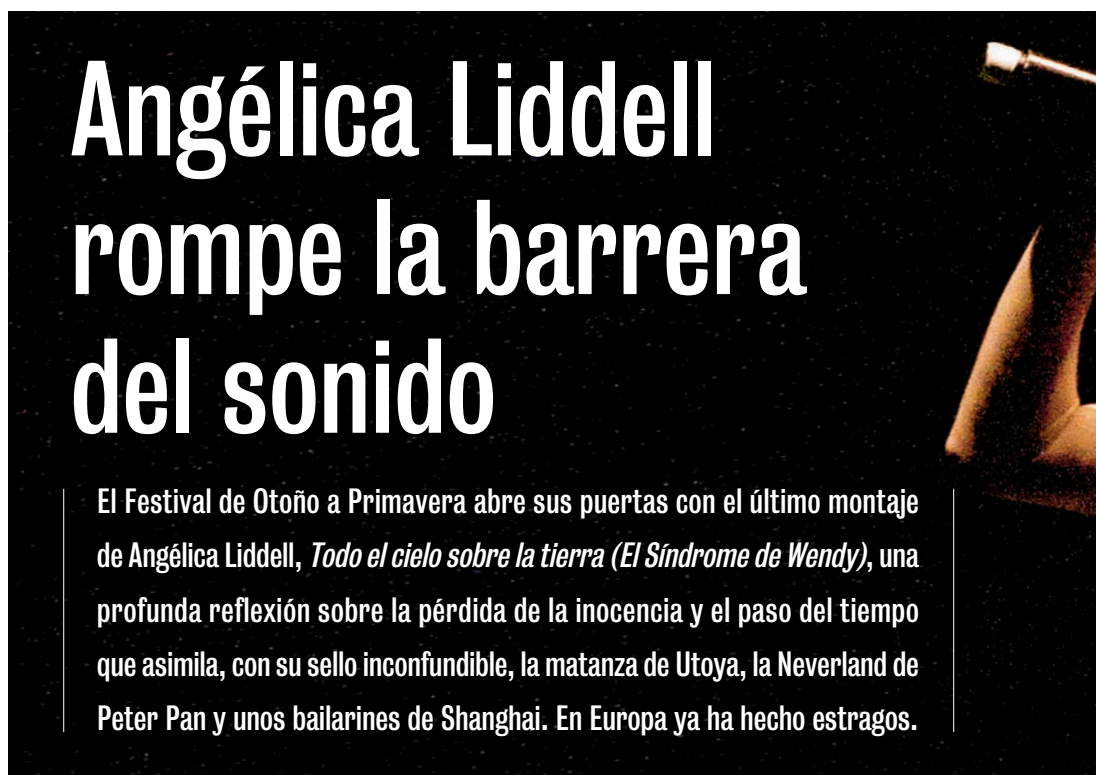 Angélica Liddell
rompe la barrera
del sonido
El Festival de Otoño a Primavera abre sus puertas con el último montaje
de Angélica Liddell, Todo el cielo sobre la tierra (El Síndrome de Wendy), una
profunda reflexión sobre la pérdida de la inocencia y el paso del tiempo
que asimila, con su sello inconfundible, la matanza de Utoya, la Neverland de
Peter Pan y unos bailarines de Shanghai. En Europa ya ha hecho estragos.